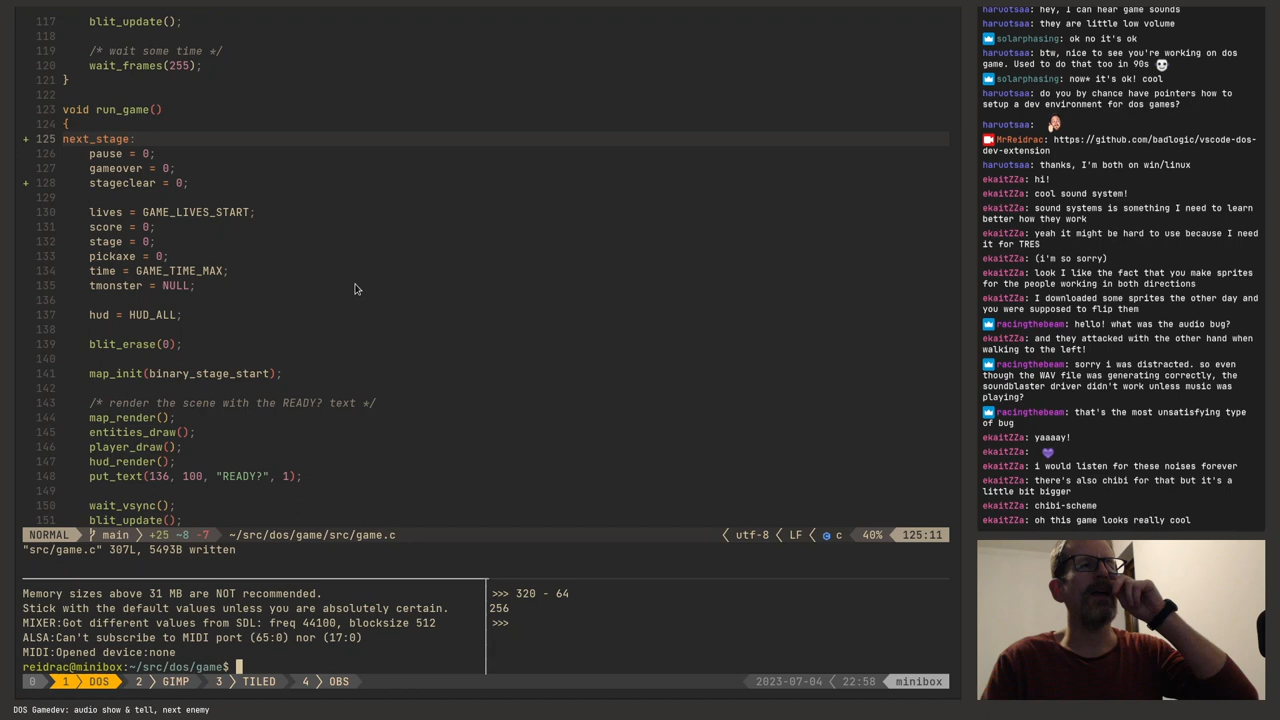 117     blit_update();
118
119     /* wait some time */
120     wait_frames(255);
121 }
122
123 void run_game()
124 {
+ 125 next_stage:
126     pause = 0;
127     gameover = 0;
+ 128     stageclear = 0;
129
130     lives = GAME_LIVES_START;
131     score = 0;
132     stage = 0;
133     pickaxe = 0;
134     time = GAME_TIME_MAX;
135     tmonster = NULL;
136
137     hud = HUD_ALL;
138
139     blit_erase(0);
140
141     map_init(binary_stage_start);
142
143     /* render the scene with the READY? text */
144     map_render();
145     entities_draw();
146     player_draw();
147     hud_render();
148     put_text(136, 100, "READY?", 1);
149
150     wait_vsync();
151     blit_update();
NORMAL main +25 ~8 -7 ~/src/dos/game/src/game.c utf-8 LF c 40% 125:11
"src/game.c" 307L, 5493B written
Memory sizes above 31 MB are NOT recommended.
Stick with the default values unless you are absolutely certain.
MIXER:Got different values from SDL: freq 44100, blocksize 512
ALSA:Can't subscribe to MIDI port (65:0) nor (17:0)
MIDI:Opened device:none
reidrac@minibox:~/src/dos/game$
>>> 320 - 64
256
>>>
0 1 DOS 2 GIMP 3 TILED 4 OBS 2023-07-04 22:58 minibox
DOS Gamedev: audio show & tell, next enemy
haruotsaa: hey, I can hear game sounds
haruotsaa: they are little low volume
solarphasing: ok no it's ok
haruotsaa: btw, nice to see you're working on dos
game. Used to do that too in 90s
solarphasing: now* it's ok! cool
haruotsaa: do you by chance have pointers how to
setup a dev environment for dos games?
haruotsaa:
MrReidrac: https://github.com/badlogic/vscode-dos-
dev-extension
haruotsaa: thanks, I'm both on win/linux
ekaitZZa: hi!
ekaitZZa: cool sound system!
ekaitZZa: sound systems is something I need to learn
better how they work
ekaitZZa: yeah it might be hard to use because I need
it for TRES
ekaitZZa: (i'm so sorry)
ekaitZZa: look I like the fact that you make sprites
for the people working in both directions
ekaitZZa: I downloaded some sprites the other day and
you were supposed to flip them
racingthebeam: hello! what was the audio bug?
ekaitZZa: and they attacked with the other hand when
walking to the left!
racingthebeam: sorry i was distracted. so even
though the WAV file was generating correctly, the
soundblaster driver didn't work unless music was
playing?
racingthebeam: that's the most unsatisfying type
of bug
ekaitZZa: yaaaay!
ekaitZZa:
ekaitZZa: i would listen for these noises forever
ekaitZZa: there's also chibi for that but it's a
little bit bigger
ekaitZZa: chibi-scheme
ekaitZZa: oh this game looks really cool